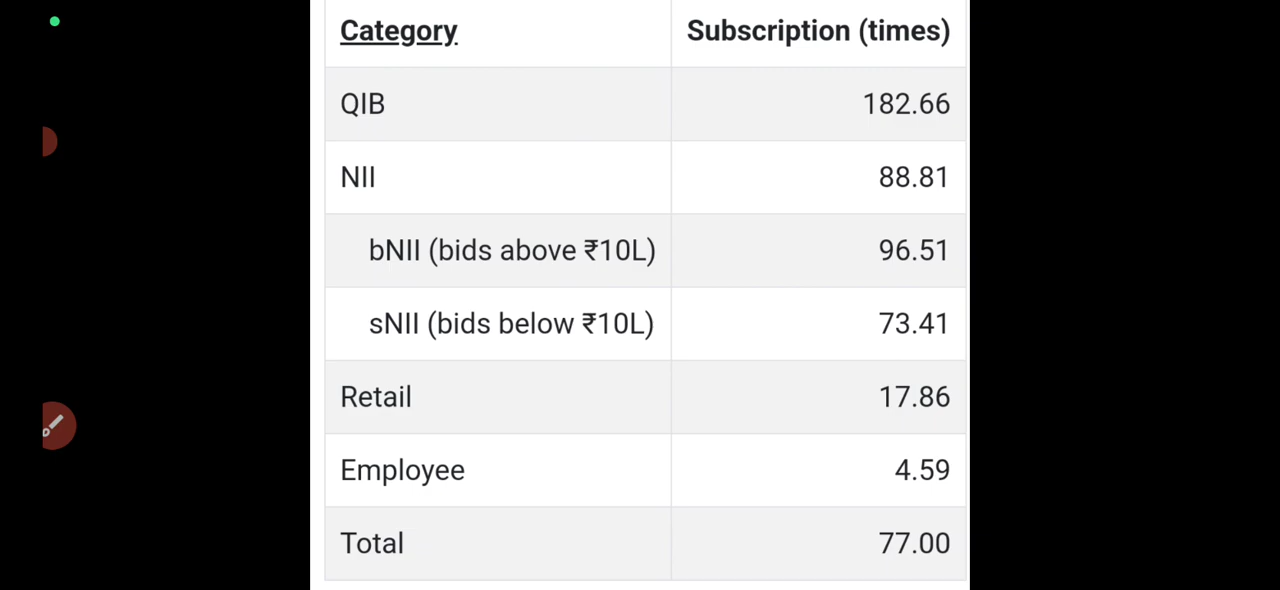 Category Subscription (times)
QIB 182.66
NII 88.81
bNII (bids above ₹10L) 96.51
sNII (bids below ₹10L) 73.41
Retail 17.86
Employee 4.59
Total 77.00